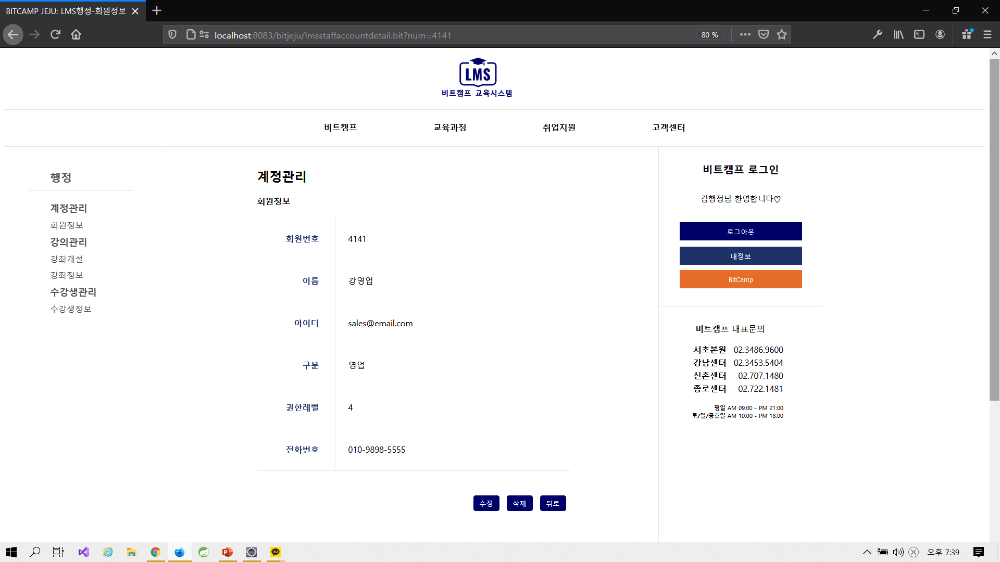 BITCAMP JEJU: LMS행정-회원정보
localhost:8083/bitjeju/lmsstaffaccountdetail.bit?num=4141
80 %
LMS
비트캠프 교육시스템
비트캠프 교육과정 취업지원 고객센터
행정
계정관리
회원정보
강의관리
강좌개설
강좌정보
수강생관리
수강생정보
계정관리
회원정보
회원번호 4141
이름 강영업
아이디 sales@email.com
구분 영업
권한레벨 4
전화번호 010-9898-5555
수정 삭제 뒤로
비트캠프 로그인
김행정님 환영합니다♡
로그아웃
내정보
BitCamp
비트캠프 대표문의
서초본원 02.3486.9600
강남센터 02.3453.5404
신촌센터 02.707.1480
종로센터 02.722.1481
평일 AM 09:00 - PM 21:00
토/일/공휴일 AM 10:00 - PM 18:00
TALK
오후 7:39